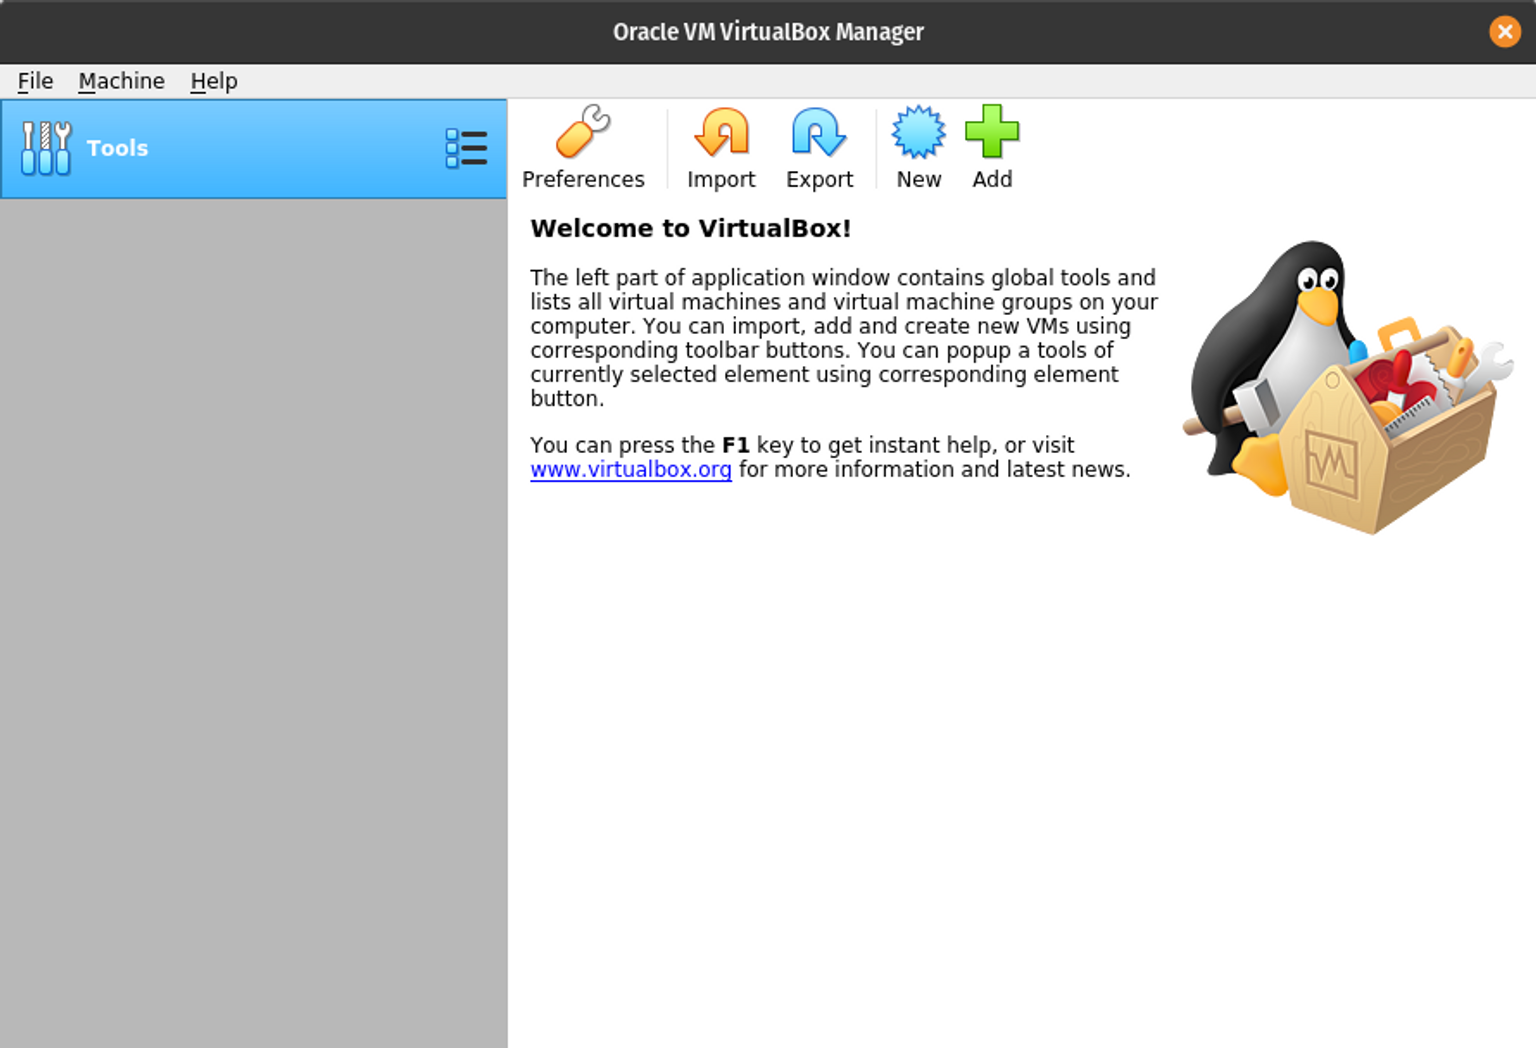 Oracle VM VirtualBox Manager
File Machine Help
Tools
Preferences Import Export New Add
Welcome to VirtualBox!
The left part of application window contains global tools and
lists all virtual machines and virtual machine groups on your
computer. You can import, add and create new VMs using
corresponding toolbar buttons. You can popup a tools of
currently selected element using corresponding element
button.
You can press the F1 key to get instant help, or visit
www.virtualbox.org for more information and latest news.